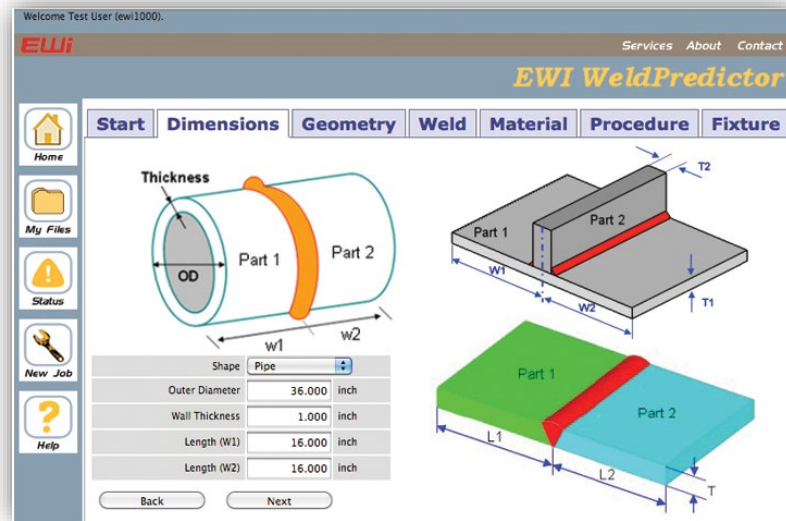 Welcome Test User (ewi1000).
EWi
Services About Contact
EWI WeldPredictor
Start Dimensions Geometry Weld Material Procedure Fixture
Home
My Files
Status
New Job
Help
Thickness
OD
Part 1
Part 2
w1
w2
Shape Pipe
Outer Diameter 36.000 inch
Wall Thickness 1.000 inch
Length (W1) 16.000 inch
Length (W2) 16.000 inch
Back Next
T2
Part 1
Part 2
W1
W2
T1
Part 1
Part 2
L1
L2
T